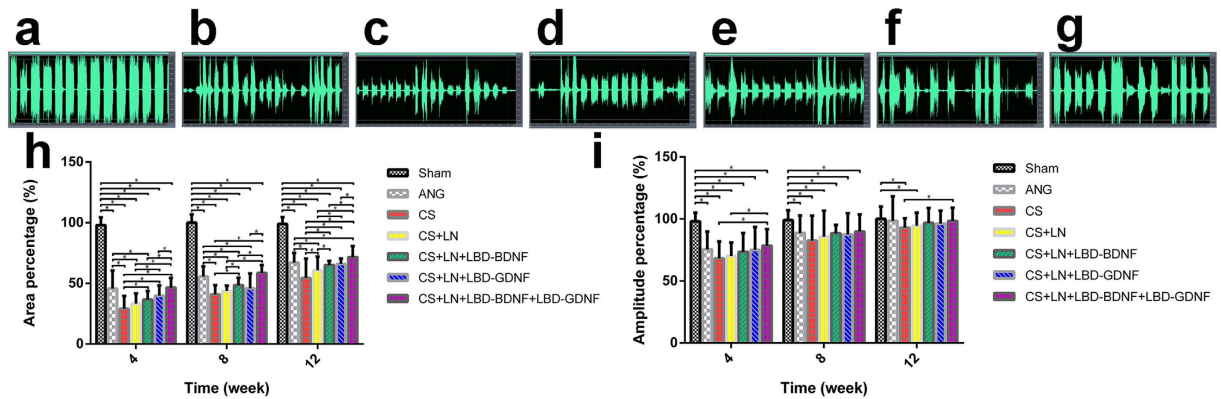 a b c d e f g
h
Area percentage (%)
150
100
50
0
4 8 12
Time (week)
Sham
ANG
CS
CS+LN
CS+LN+LBD-BDNF
CS+LN+LBD-GDNF
CS+LN+LBD-BDNF+LBD-GDNF
i
Amplitude percentage (%)
150
100
50
0
4 8 12
Time (week)
Sham
ANG
CS
CS+LN
CS+LN+LBD-BDNF
CS+LN+LBD-GDNF
CS+LN+LBD-BDNF+LBD-GDNF